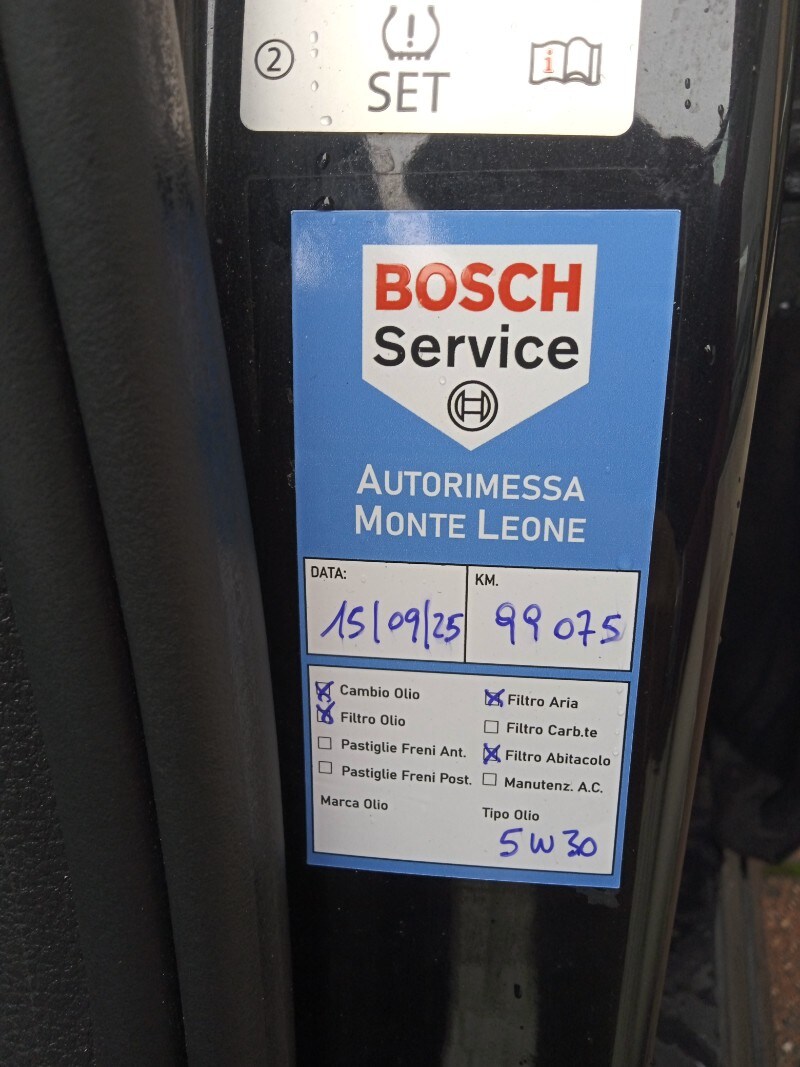 2
SET
i
BOSCH
Service
AUTORIMESSA
MONTE LEONE
DATA:
KM.
15/09/25
99075
Cambio Olio
Filtro Olio
Pastiglie Freni Ant.
Pastiglie Freni Post.
Marca Olio
Filtro Aria
Filtro Carb.te
Filtro Abitacolo
Manutenz. A.C.
Tipo Olio
5W30